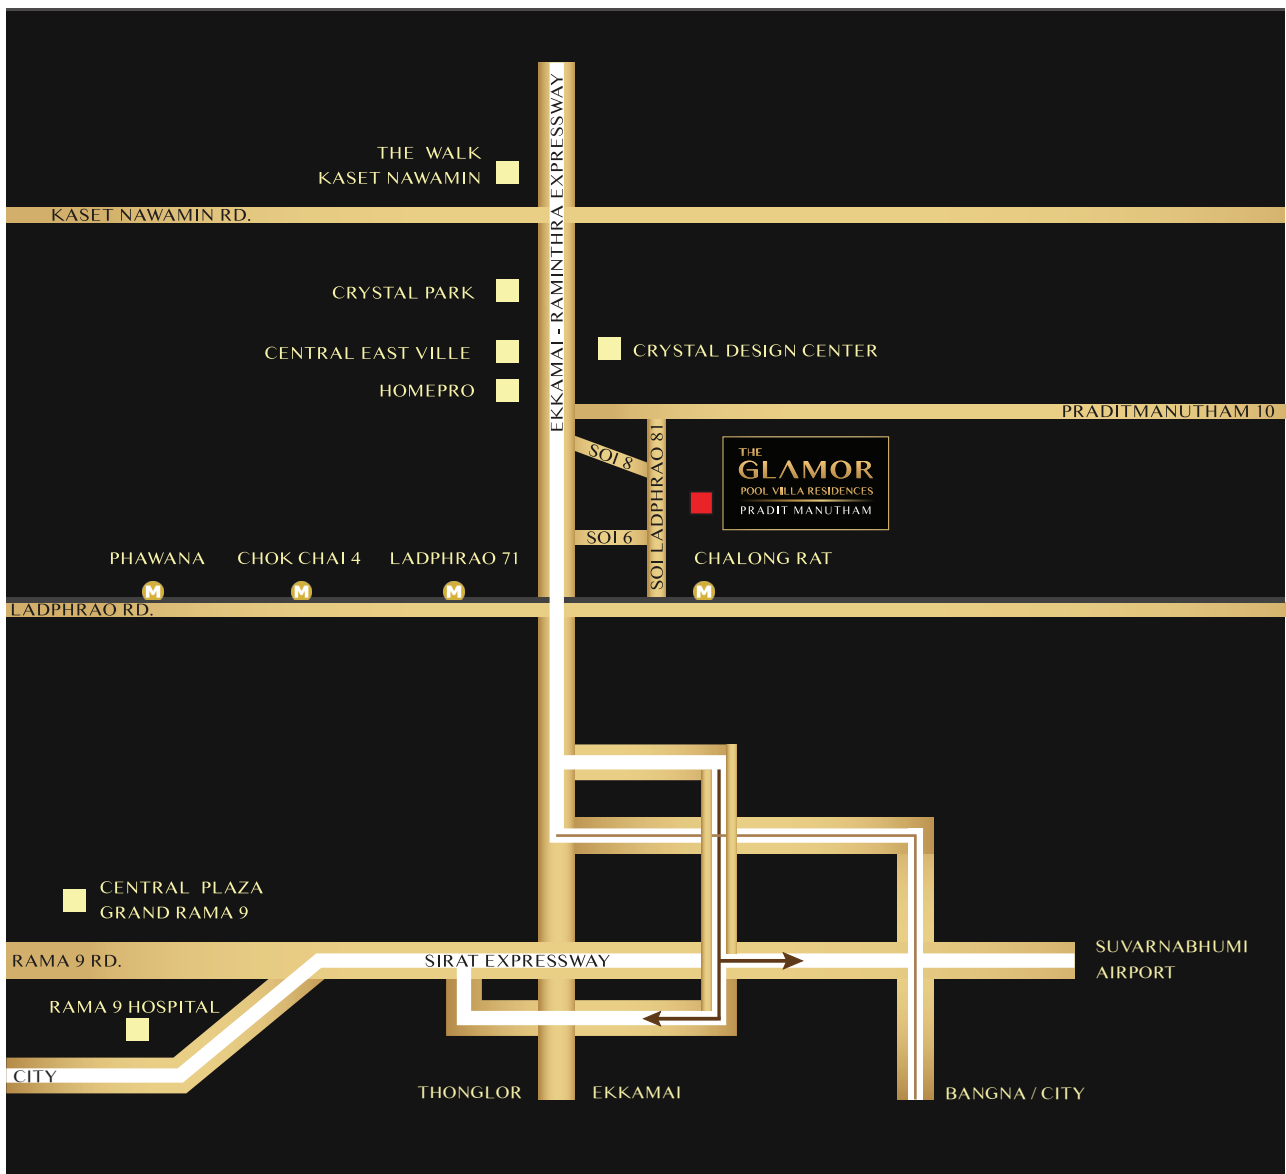 THE WALK
KASET NAWAMIN
KASET NAWAMIN RD.
EKKAMAI - RAMINTHRA EXPRESSWAY
CRYSTAL PARK
CENTRAL EAST VILLE
CRYSTAL DESIGN CENTER
HOMEPRO
PRADITMANUTHAM 10
SOI 8
SOI LADPHRAO 81
THE
GLAMOR
POOL VILLA RESIDENCES
PRADIT MANUTHAM
SOI 6
PHAWANA
CHOK CHAI 4
LADPHRAO 71
CHALONG RAT
M
M
M
M
LADPHRAO RD.
CENTRAL PLAZA
GRAND RAMA 9
RAMA 9 RD.
SIRAT EXPRESSWAY
SUVARNABHUMI
AIRPORT
RAMA 9 HOSPITAL
CITY
THONGLOR
EKKAMAI
BANGNA / CITY